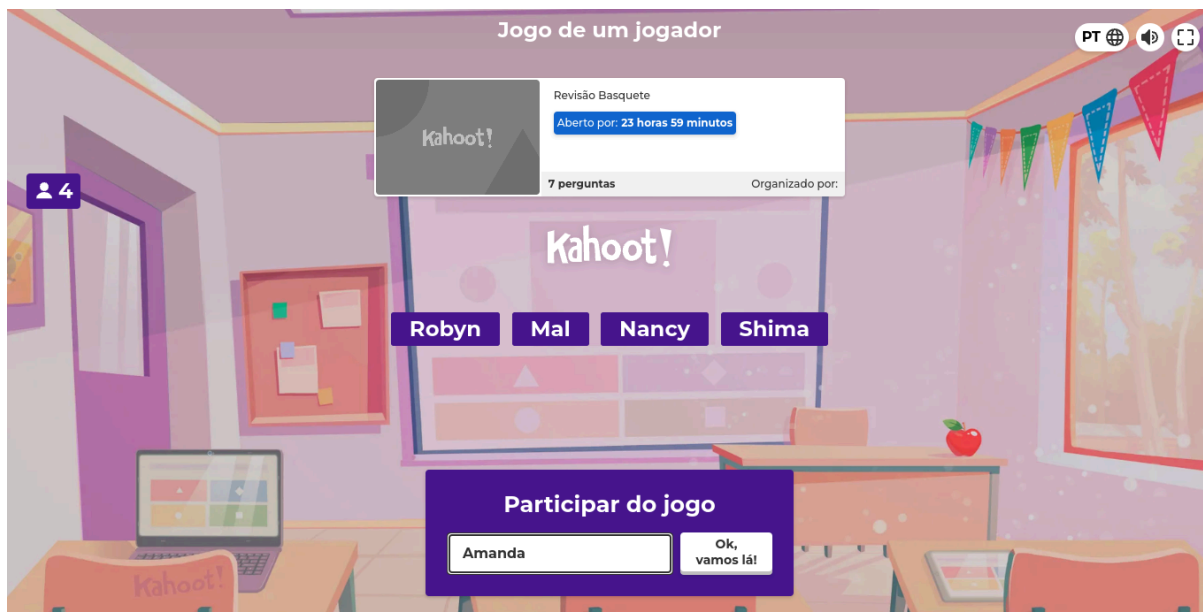 Jogo de um jogador
PT
Kahoot!
Revisão Basquete
Aberto por: 23 horas 59 minutos
7 perguntas
Organizado por:
4
Kahoot!
Robyn
Mal
Nancy
Shima
Participar do jogo
Amanda
Ok,
vamos lá!
Kahoot!